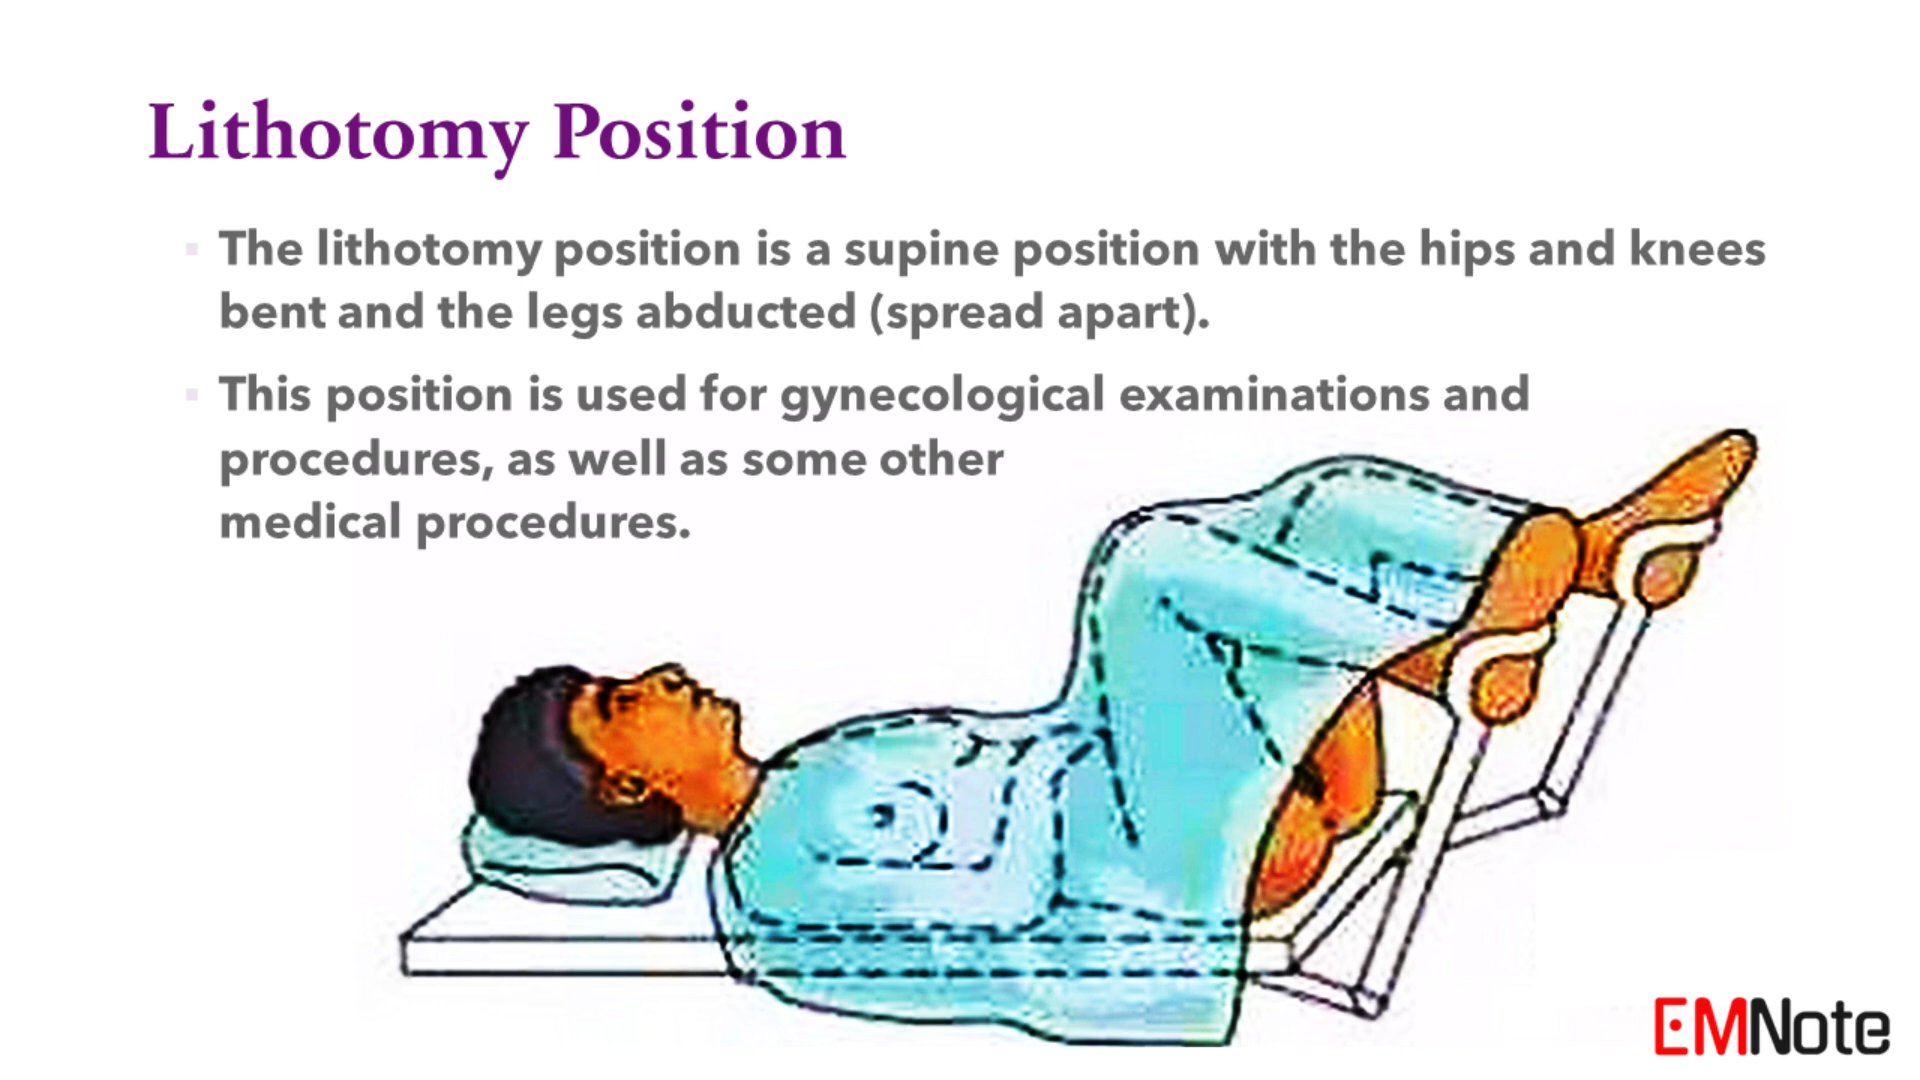 Lithotomy Position
The lithotomy position is a supine position with the hips and knees
bent and the legs abducted (spread apart).
This position is used for gynecological examinations and
procedures, as well as some other
medical procedures.
EMNote